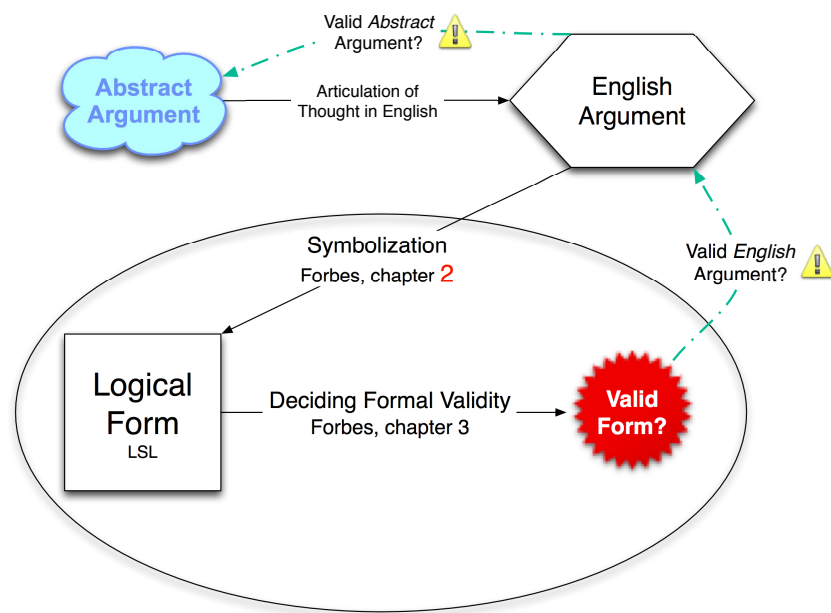 Valid Abstract
Argument?
Abstract
Argument
Articulation of
Thought in English
English
Argument
Symbolization
Forbes, chapter 2
Valid English
Argument?
Logical
Form
LSL
Deciding Formal Validity
Forbes, chapter 3
Valid
Form?